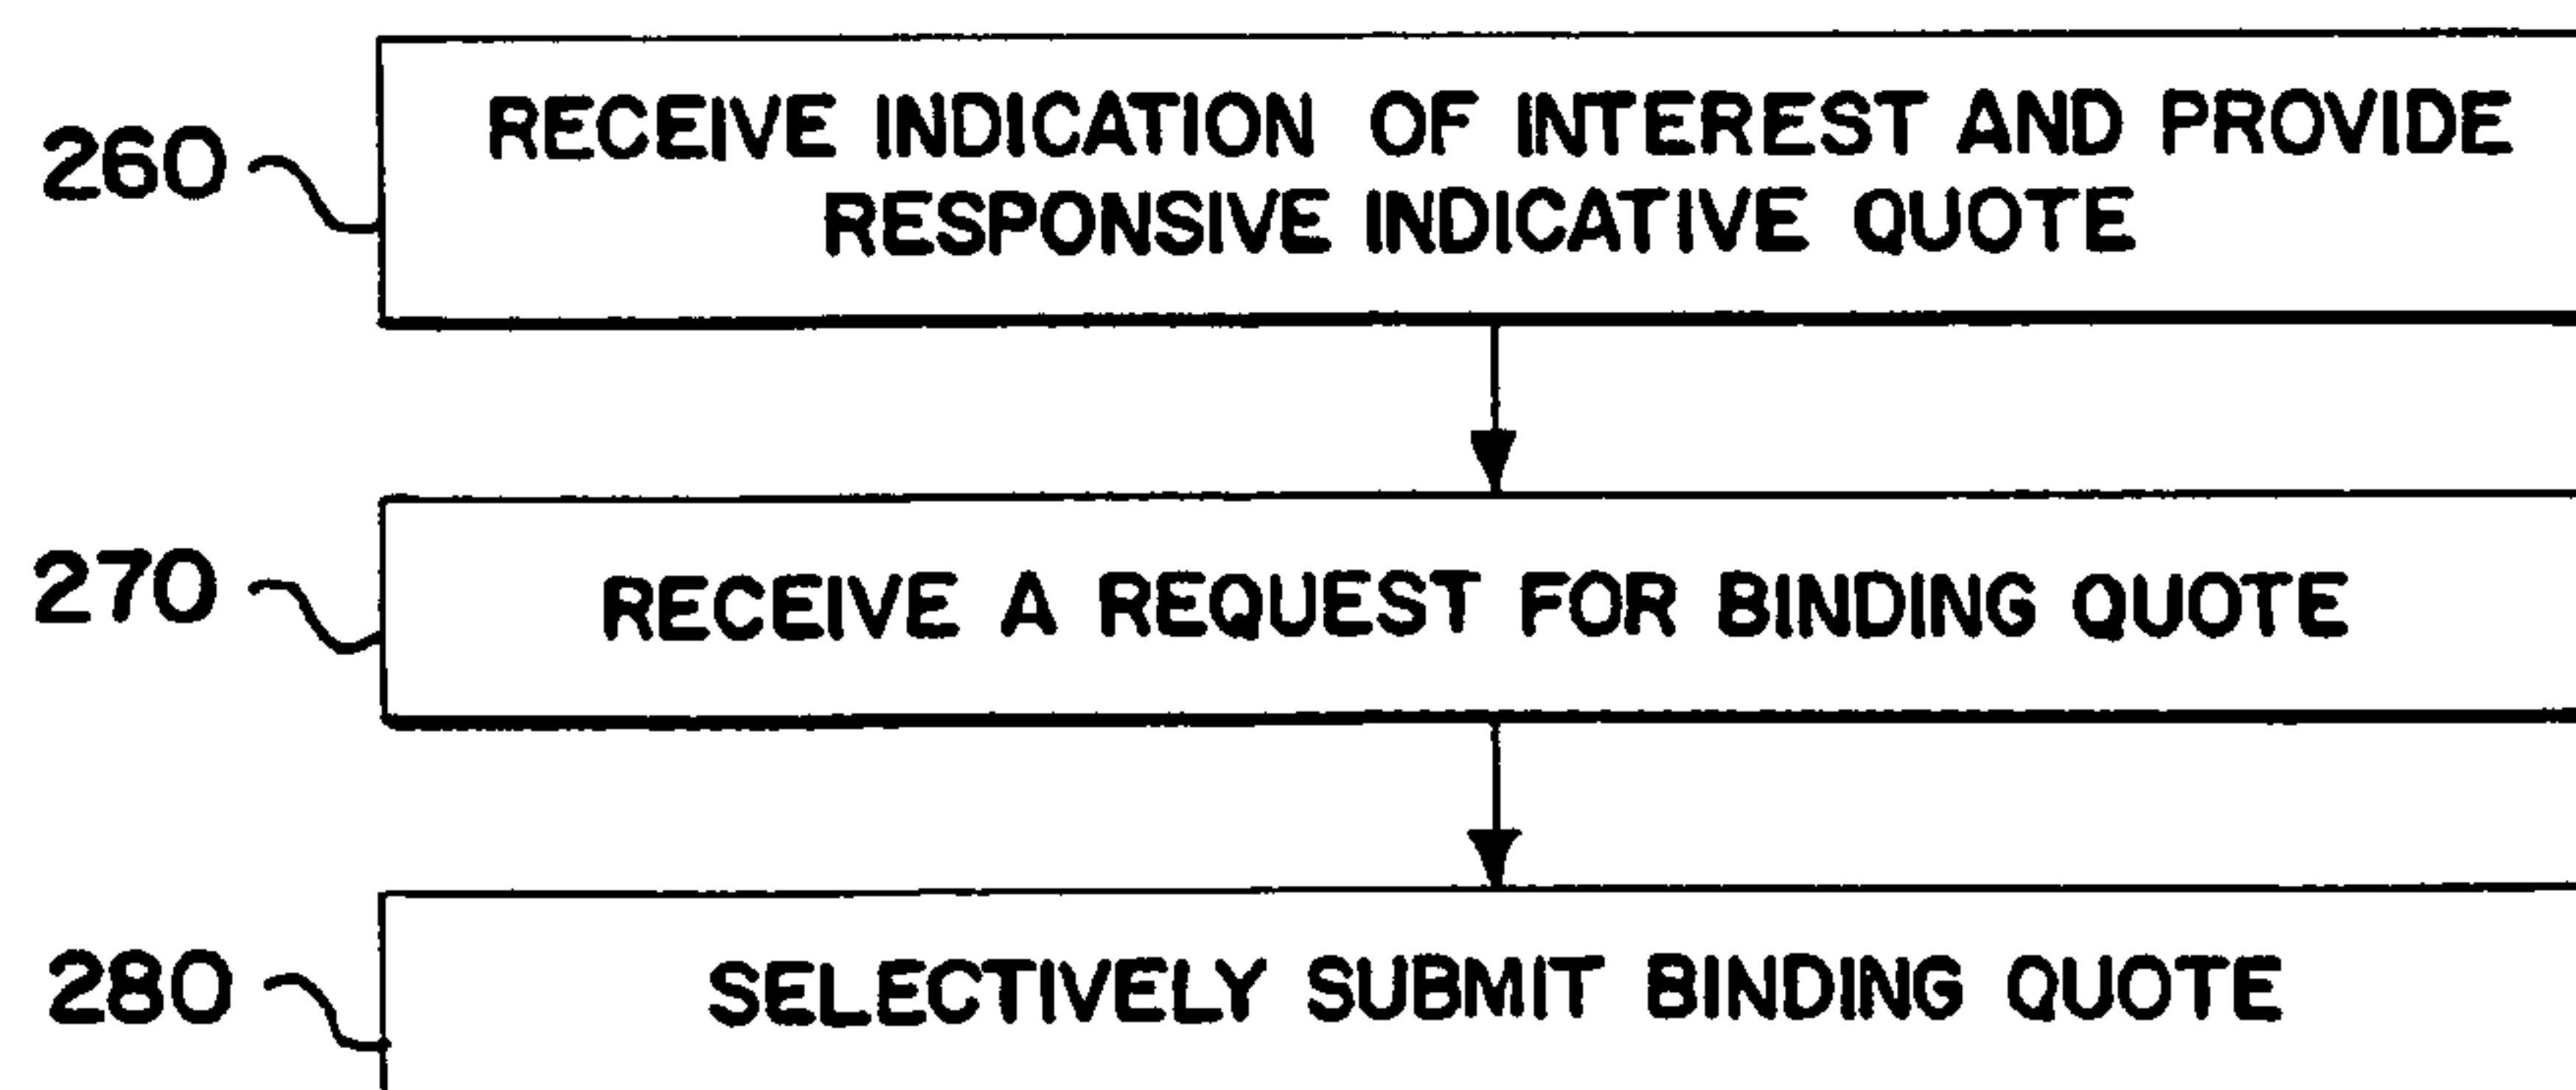 260
RECEIVE INDICATION OF INTEREST AND PROVIDE
RESPONSIVE INDICATIVE QUOTE
270
RECEIVE A REQUEST FOR BINDING QUOTE
280
SELECTIVELY SUBMIT BINDING QUOTE